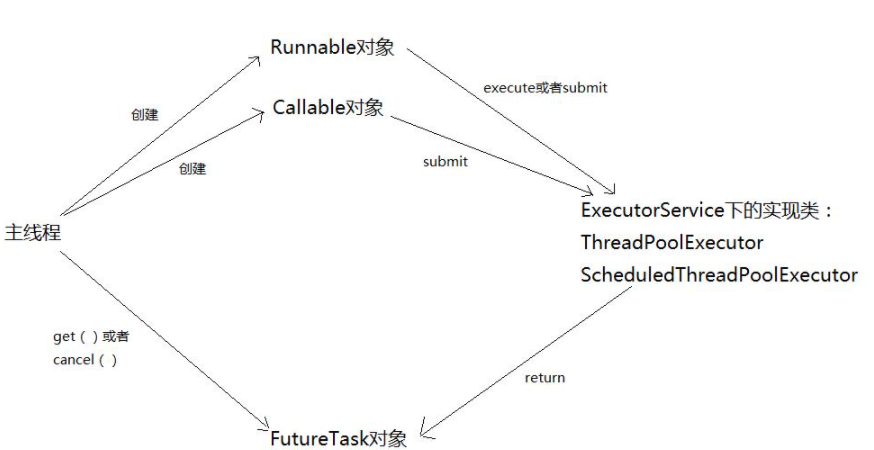 Runnable对象
execute或者submit
创建
Callable对象
创建
submit
ExecutorService下的实现类：
主线程
ThreadPoolExecutor
ScheduledThreadPoolExecutor
get（）或者
cancel（）
return
FutureTask对象